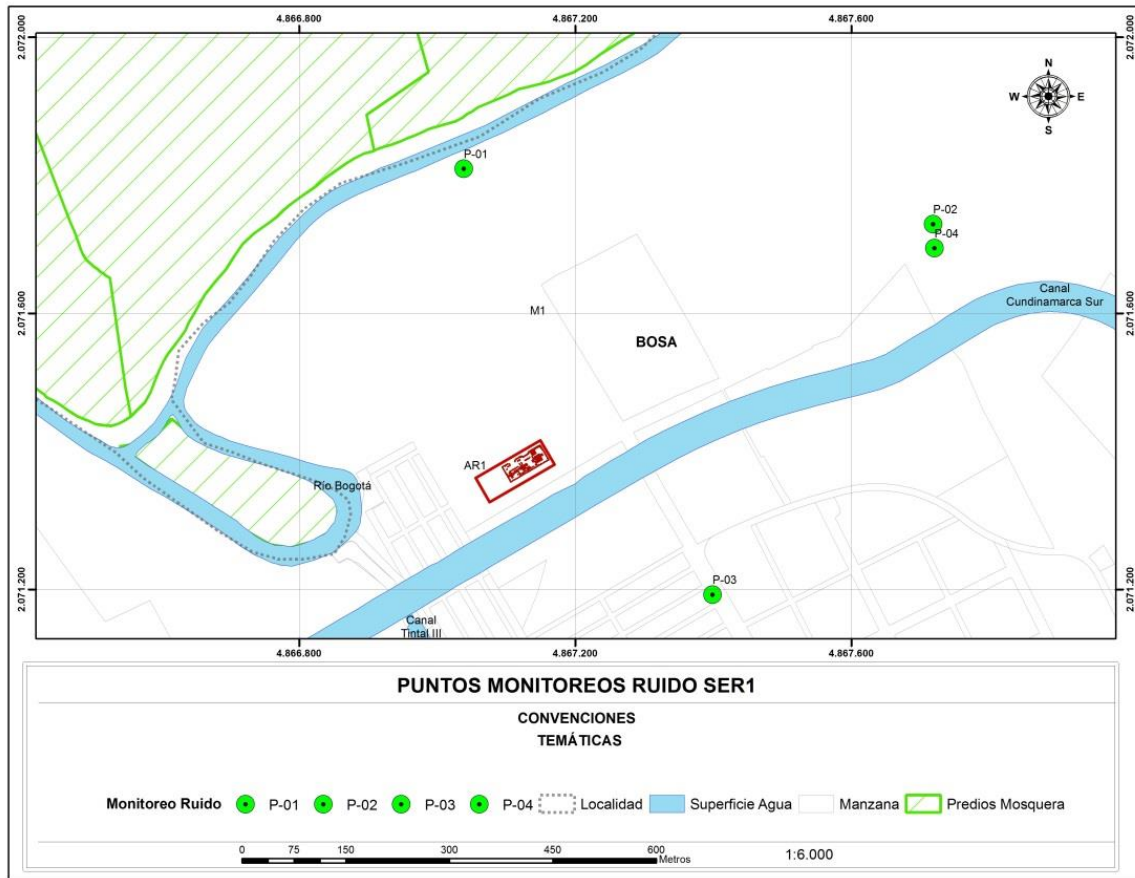 4.866.800 4.867.200 4.867.600
2.072.000 2.072.000
N
W E
S
P-01
P-02
P-04
2.071.600 2.071.600
Canal
Cundinamarca Sur
M1
BOSA
AR1
Río Bogotá
P-03
2.071.200 2.071.200
Canal
Tintal III
4.866.800 4.867.200 4.867.600
PUNTOS MONITOREOS RUIDO SER1
CONVENCIONES
TEMÁTICAS
Monitoreo Ruido P-01 P-02 P-03 P-04 Localidad Superficie Agua Manzana Predios Mosquera
0 75 150 300 450 600
Metros
1:6.000